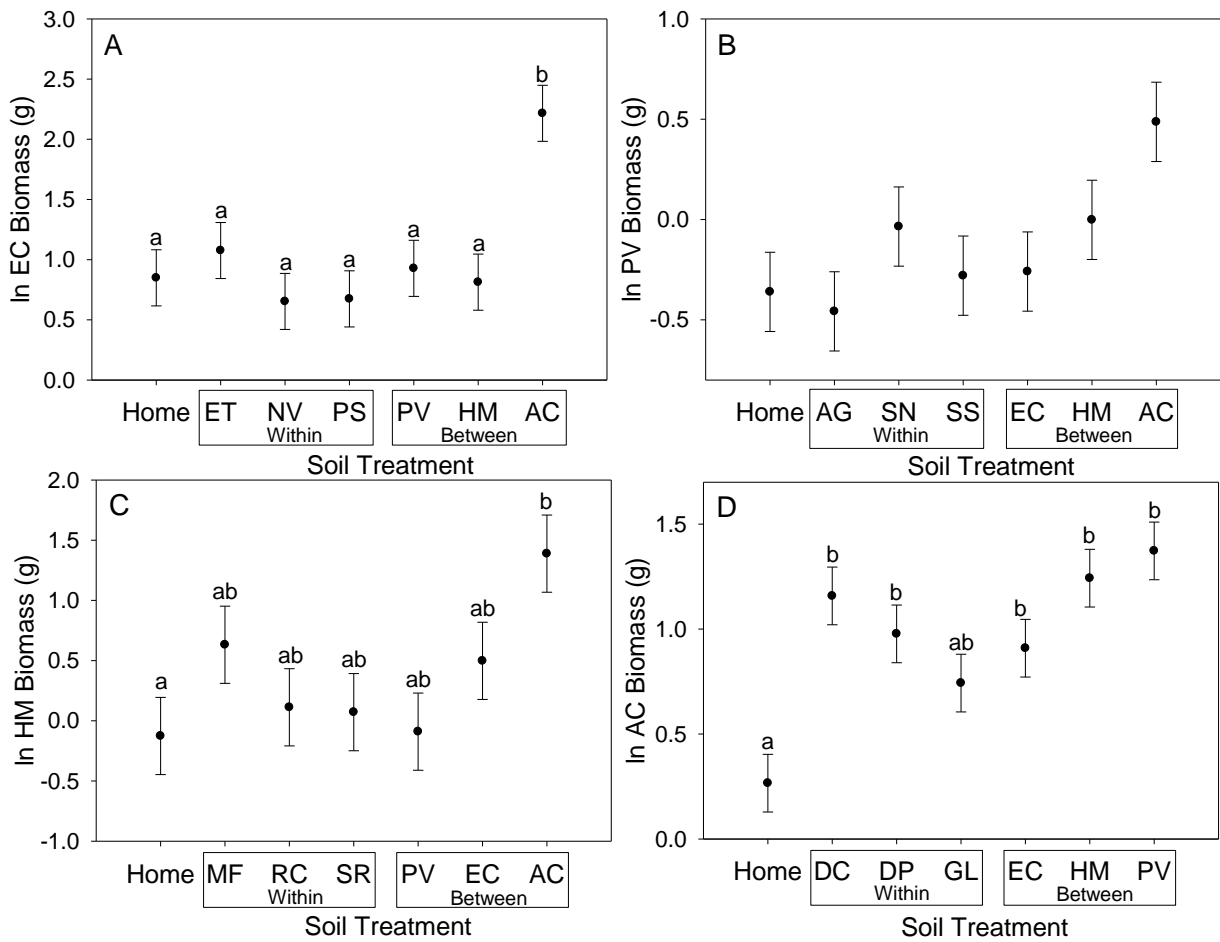 A
ln EC Biomass (g)
3.0
2.5
2.0
1.5
1.0
0.5
0.0
a a a a a a b
Home ET NV PS PV HM AC
Within Between
Soil Treatment
B
ln PV Biomass (g)
1.0
0.5
0.0
-0.5
Home AG SN SS EC HM AC
Within Between
Soil Treatment
C
ln HM Biomass (g)
2.0
1.5
1.0
0.5
0.0
-0.5
-1.0
a ab ab ab ab ab b
Home MF RC SR PV EC AC
Within Between
Soil Treatment
D
ln AC Biomass (g)
1.5
1.0
0.5
0.0
a b b ab b b b
Home DC DP GL EC HM PV
Within Between
Soil Treatment